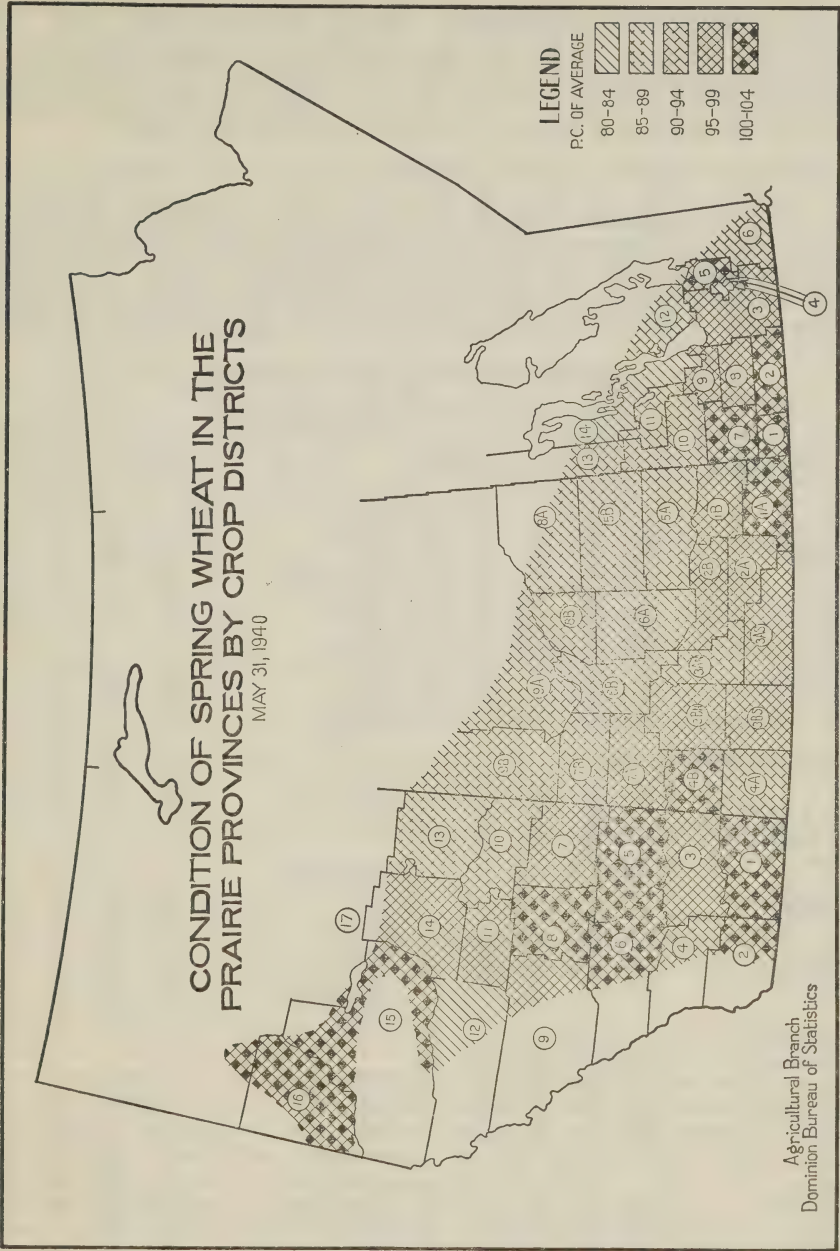 CONDITION OF SPRING WHEAT IN THE
PRAIRIE PROVINCES BY CROP DISTRICTS
MAY 31, 1940
LEGEND
P.C. OF AVERAGE
80-84
85-89
90-94
95-99
100-104
17
16
15
14
13
12
11
10
9
8
7
6
5
4
3
2
1
9B
9A
8B
8A
7B
7A
6B
6A
5B
5A
4B
4A
3BN
3BS
3AN
3AS
2B
2A
1B
1A
14
13
12
11
10
9
8
7
6
5
4
3
2
1
Agricultural Branch
Dominion Bureau of Statistics